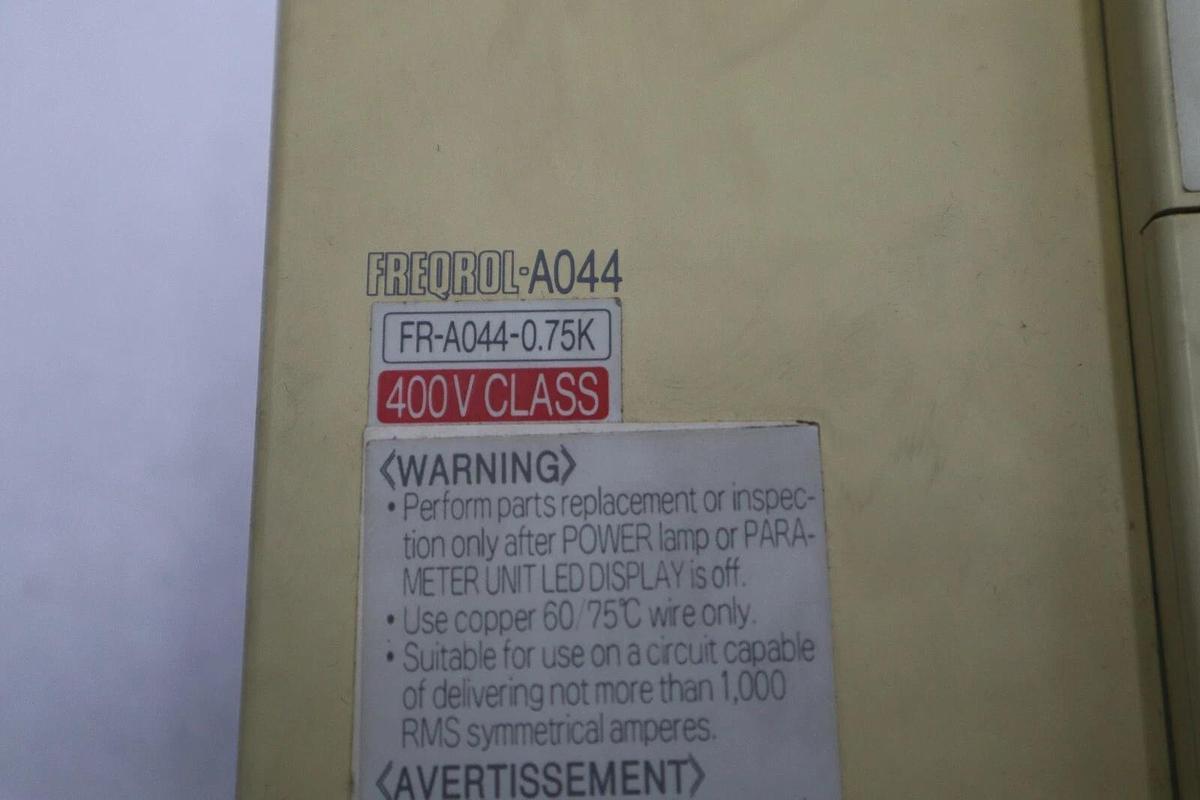 FREQROL-A044
FR-A044-0.75K
400V CLASS
〈WARNING〉
• Perform parts replacement or inspec-
tion only after POWER lamp or PARA-
METER UNIT LED DISPLAY is off.
• Use copper 60/75℃ wire only.
• Suitable for use on a circuit capable
of delivering not more than 1,000
RMS symmetrical amperes.
〈AVERTISSEMENT〉